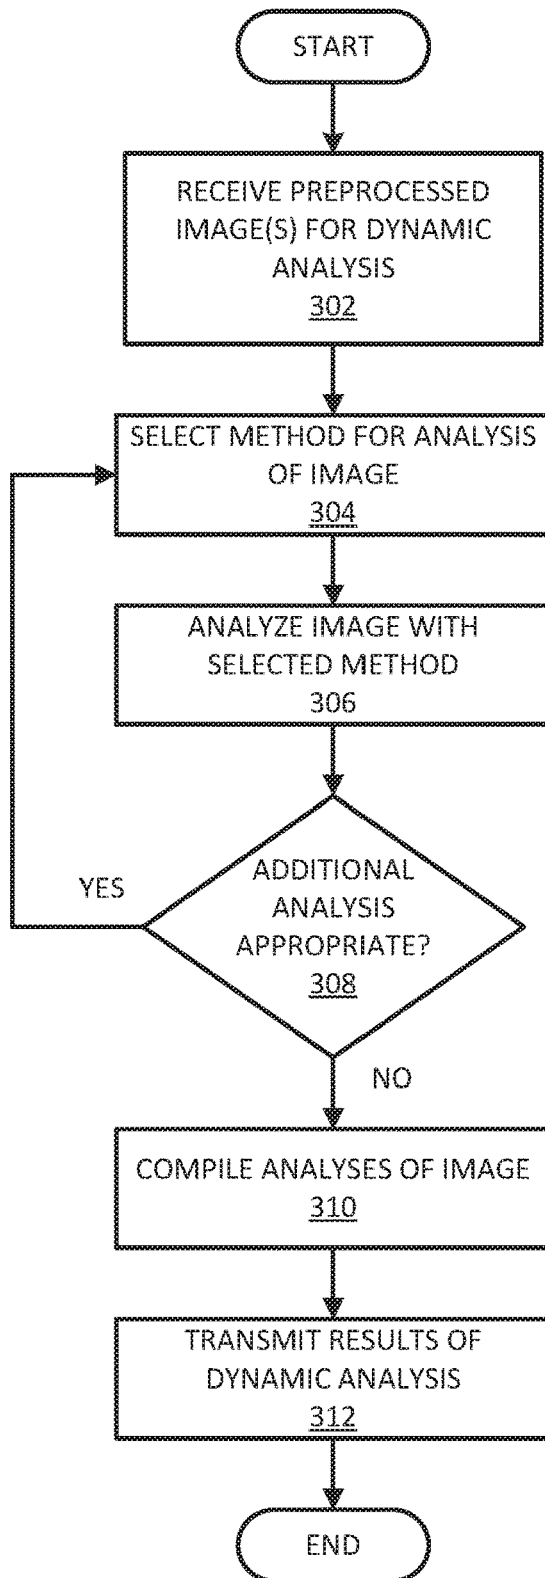 START
RECEIVE PREPROCESSED
IMAGE(S) FOR DYNAMIC
ANALYSIS
302
SELECT METHOD FOR ANALYSIS
OF IMAGE
304
ANALYZE IMAGE WITH
SELECTED METHOD
306
ADDITIONAL
ANALYSIS
APPROPRIATE?
308
YES
NO
COMPILE ANALYSES OF IMAGE
310
TRANSMIT RESULTS OF
DYNAMIC ANALYSIS
312
END